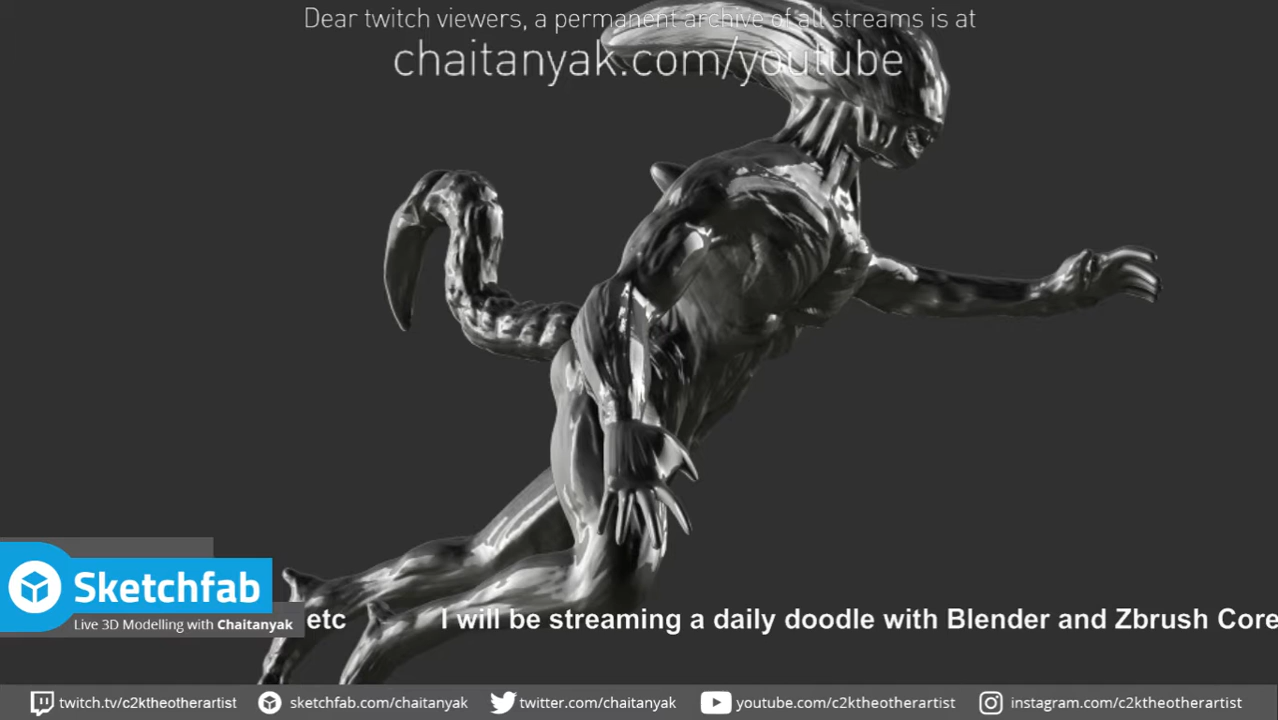 Dear twitch viewers, a permanent archive of all streams is at
chaitanyak.com/youtube
Sketchfab
Live 3D Modelling with Chaitanyak
etc I will be streaming a daily doodle with Blender and Zbrush Core
twitch.tv/c2ktheotherartist sketchfab.com/chaitanyak twitter.com/chaitanyak youtube.com/c2ktheotherartist instagram.com/c2ktheotherartist